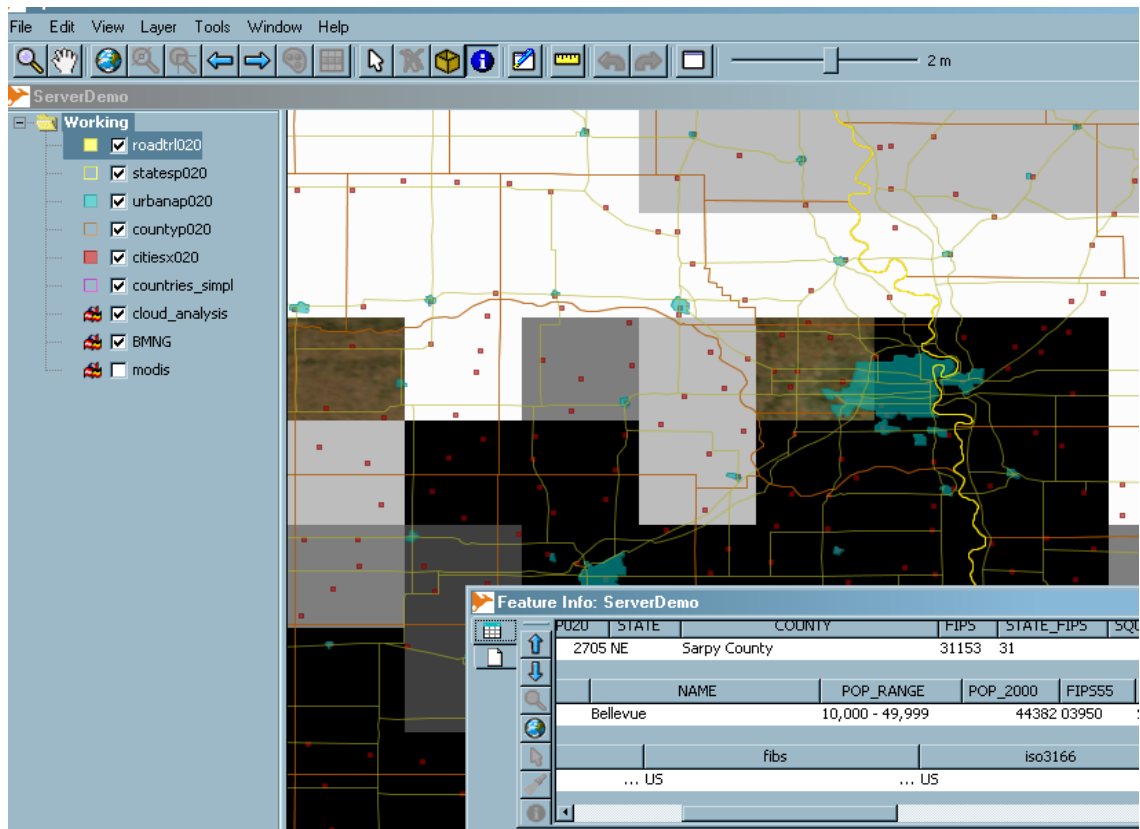 File Edit View Layer Tools Window Help
2 m
ServerDemo
Working
roadtrl020
statesp020
urbanap020
countyp020
citiesx020
countries_simpl
cloud_analysis
BMNG
modis
Feature Info: ServerDemo
P020 STATE COUNTY FIPS STATE_FIPS SQU
2705 NE Sarpy County 31153 31
NAME POP_RANGE POP_2000 FIPS55
Bellevue 10,000 - 49,999 44382 03950
fibs iso3166
... US ... US